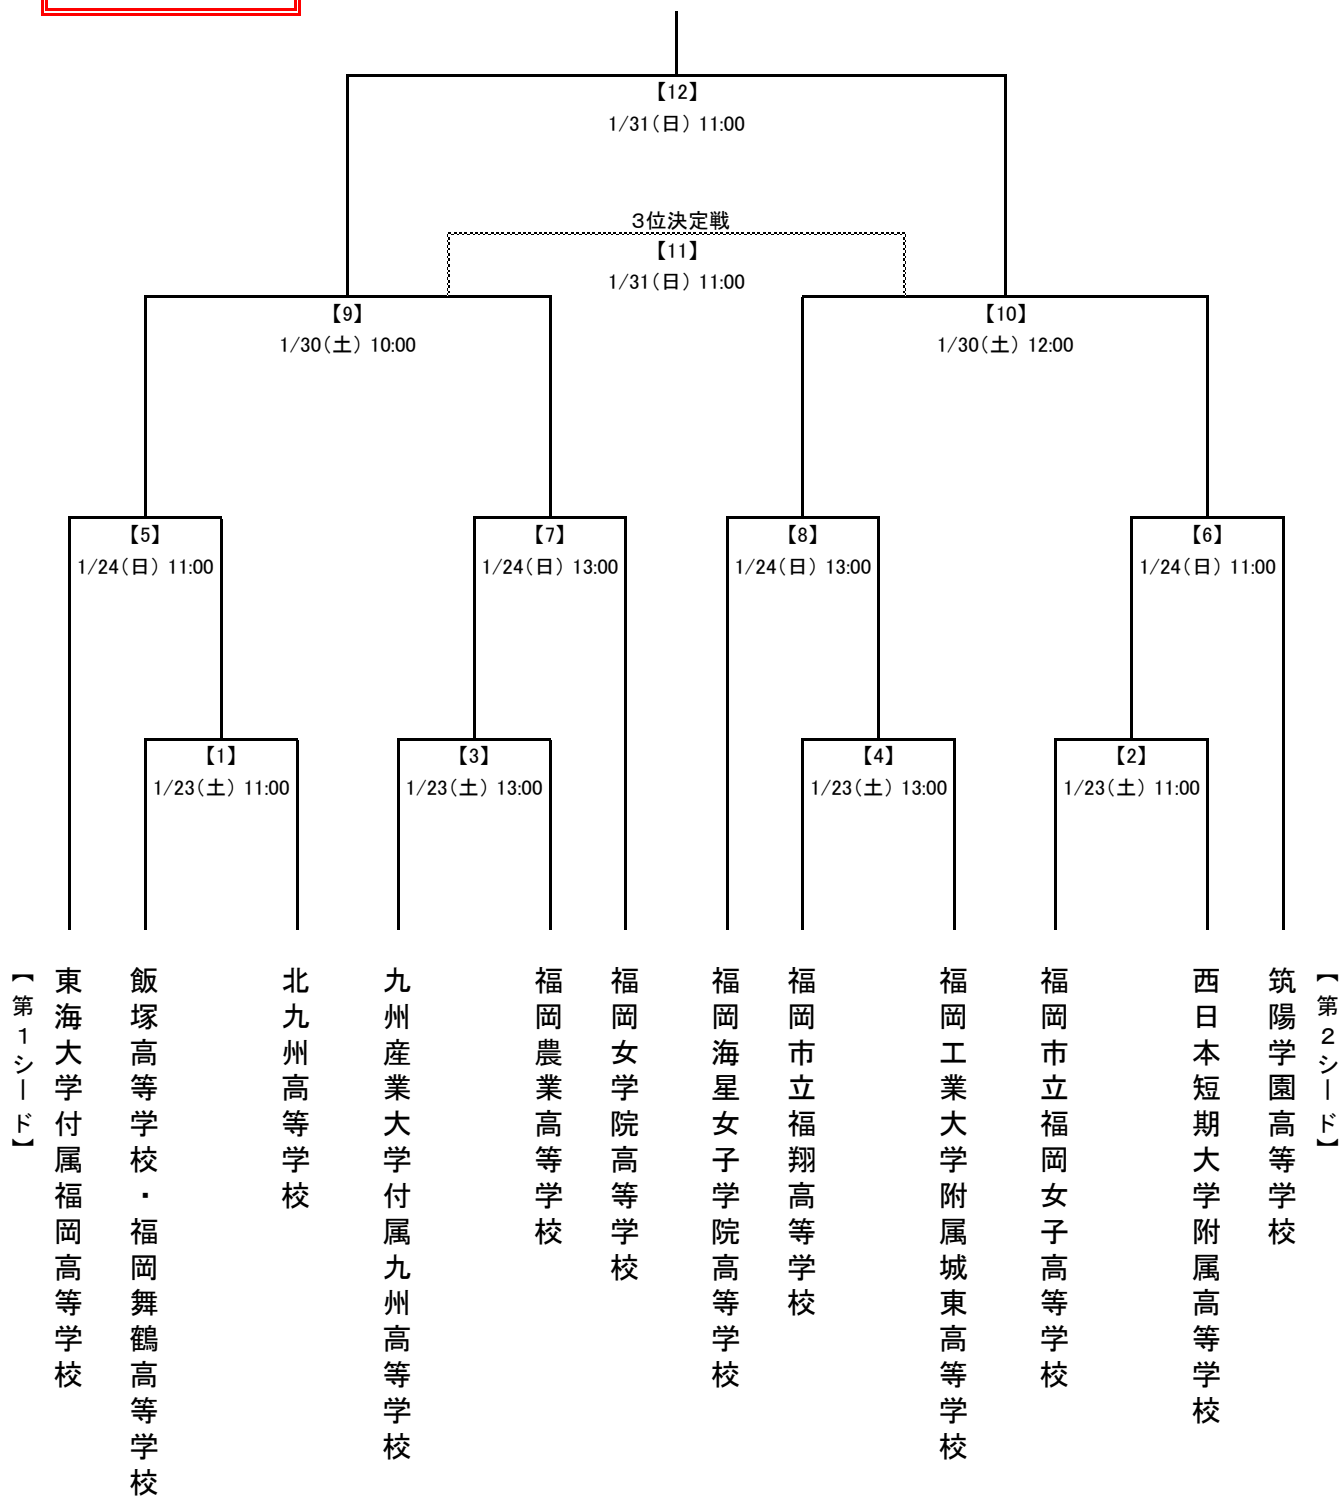 【12】
1/31(日) 11:00
3位決定戦
【11】
1/31(日) 11:00
【9】
1/30(土) 10:00
【10】
1/30(土) 12:00
【5】
1/24(日) 11:00
【7】
1/24(日) 13:00
【8】
1/24(日) 13:00
【6】
1/24(日) 11:00
【1】
1/23(土) 11:00
【3】
1/23(土) 13:00
【4】
1/23(土) 13:00
【2】
1/23(土) 11:00
【第1シード】
東海大学付属福岡高等学校
飯塚高等学校・福岡舞鶴高等学校
北九州高等学校
九州産業大学付属九州高等学校
福岡農業高等学校
福岡女学院高等学校
福岡海星女子学院高等学校
福岡市立福翔高等学校
福岡工業大学附属城東高等学校
福岡市立福岡女子高等学校
西日本短期大学附属高等学校
筑陽学園高等学校
【第2シード】